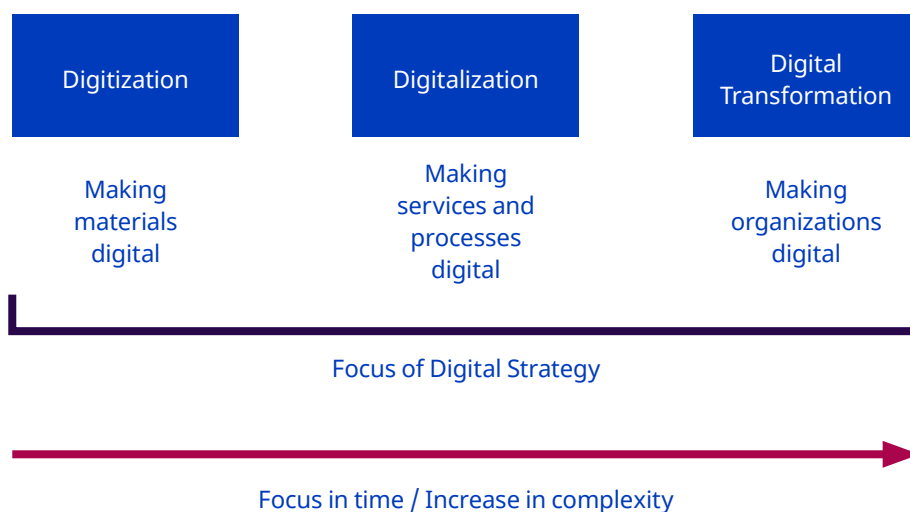 Digitization
Digitalization
Digital
Transformation
Making
materials
digital
Making
services and
processes
digital
Making
organizations
digital
Focus of Digital Strategy
Focus in time / Increase in complexity